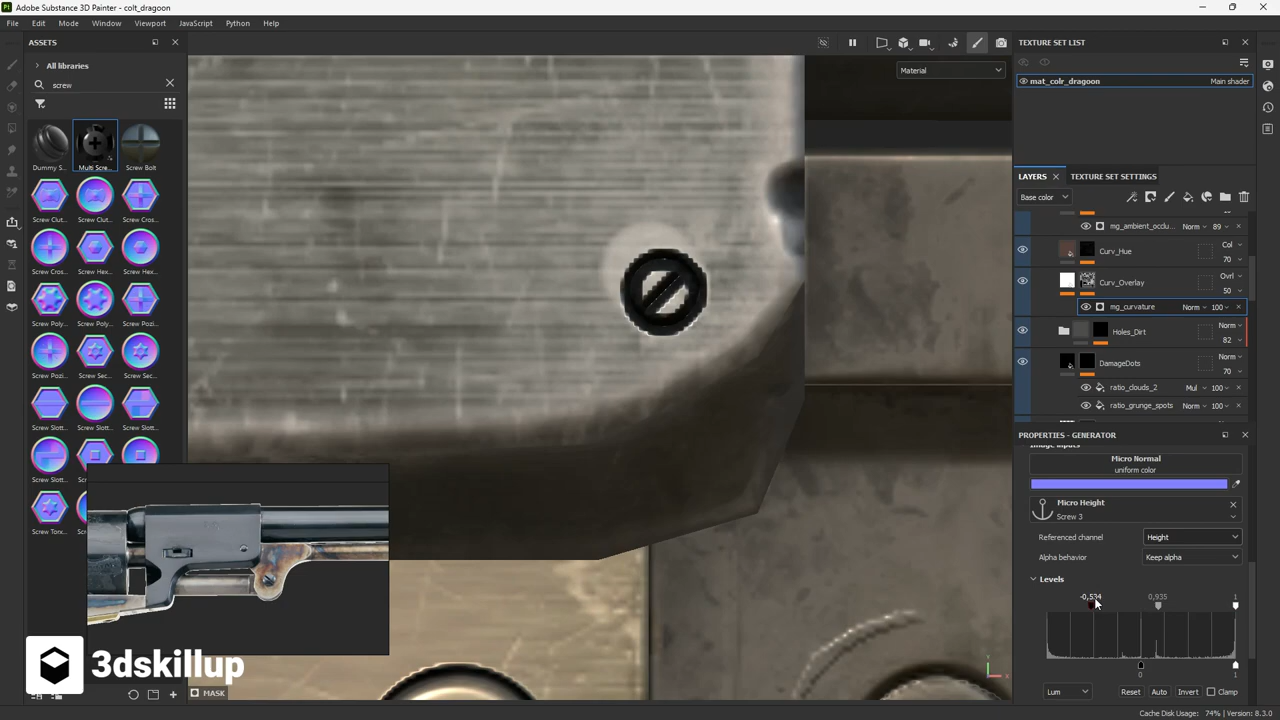 Pt Adobe Substance 3D Painter - colt_dragoon
File Edit Mode Window Viewport JavaScript Python Help
ASSETS
All libraries
screw
Dummy S... Multi Scre... Screw Bolt
Screw Clut... Screw Clut... Screw Cros...
Screw Cros... Screw Hex... Screw Hex...
Screw Poly... Screw Poly... Screw Pozi...
Screw Pozi... Screw Sec... Screw Sec...
Screw Slott... Screw Slott... Screw Slott...
Screw Torx...
Material
TEXTURE SET LIST
mat_colr_dragoon Main shader
LAYERS TEXTURE SET SETTINGS
Base color
mg_ambient_occlu... Norm 89
Curv_Hue Col
70
Curv_Overlay Ovrl
50
mg_curvature Norm 100
Holes_Dirt Norm
82
DamageDots Norm
70
ratio_clouds_2 Mul 100
ratio_grunge_spots Norm 100
PROPERTIES - GENERATOR
Image inputs
Micro Normal
uniform color
Micro Height
Screw 3
Referenced channel Height
Alpha behavior Keep alpha
Levels
-0,534 0,935 1
0 1
Lum Reset Auto Invert Clamp
3dskillup
MASK
Cache Disk Usage: 74% | Version: 8.3.0